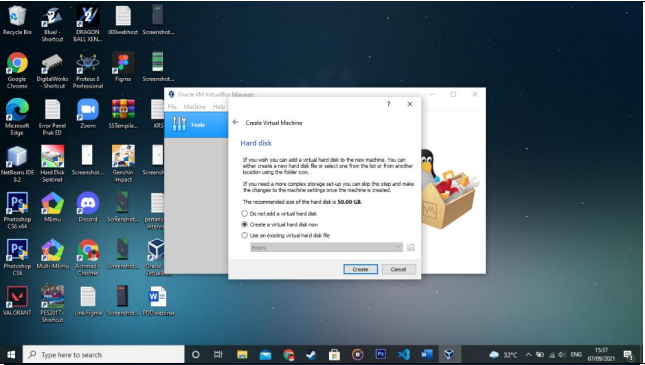 Recycle Bin
BlueJ -
Shortcut
DRAGON
BALL XEN...
000webhost
Screenshot...
Google
Chrome
DigitalWorks
- Shortcut
Proteus 8
Professional
Figma
Screenshot...
Microsoft
Edge
Error Panel
Prak ED
Zoom
SSTampila...
KRS
NetBeans IDE
8.2
Hard Disk
Sentinel
Screenshot...
Genshin
Impact
Screensh
Photoshop
CS6 x64
MEmu
Discord
Screenshot...
pertany
intervie
Photoshop
CS6
Multi-MEmu
Achmad -
Chrome
Screenshot...
Oracle
VALORANT
PES2017 -
Shortcut
Link Figma
Screenshot...
PDD webinar
Oracle VM VirtualBox Manager
File Machine Help
Tools
? ×
Create Virtual Machine
Hard disk
If you wish you can add a virtual hard disk to the new machine. You can
either create a new hard disk file or select one from the list or from another
location using the folder icon.
If you need a more complex storage set-up you can skip this step and make
the changes to the machine settings once the machine is created.
The recommended size of the hard disk is 50.00 GB.
Do not add a virtual hard disk
Create a virtual hard disk now
Use an existing virtual hard disk file
Empty
Create Cancel
Type here to search
32°C ENG
15:37
07/09/2021